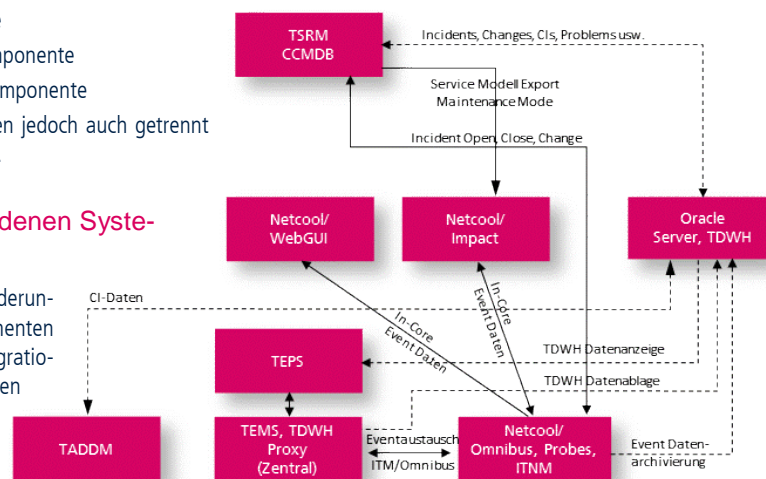 mponente
omponente
en jedoch auch getrennt
denen Syste-
derun-
nenten
gratio-
en
TSRM
CCMDB
Incidents, Changes, CIs, Problems usw.
Service Modell Export
Maintenance Mode
Incident Open, Close, Change
Netcool/
WebGUI
Netcool/
Impact
Oracle
Server, TDWH
CI-Daten
In-Core
Event Daten
In-Core
Event Daten
TDWH Datenanzeige
TEPS
TDWH Datenablage
TADDM
TEMS, TDWH
Proxy
(Zentral)
Eventaustausch
ITM/Omnibus
Netcool/
Omnibus, Probes,
ITNM
Event Daten-
archivierung